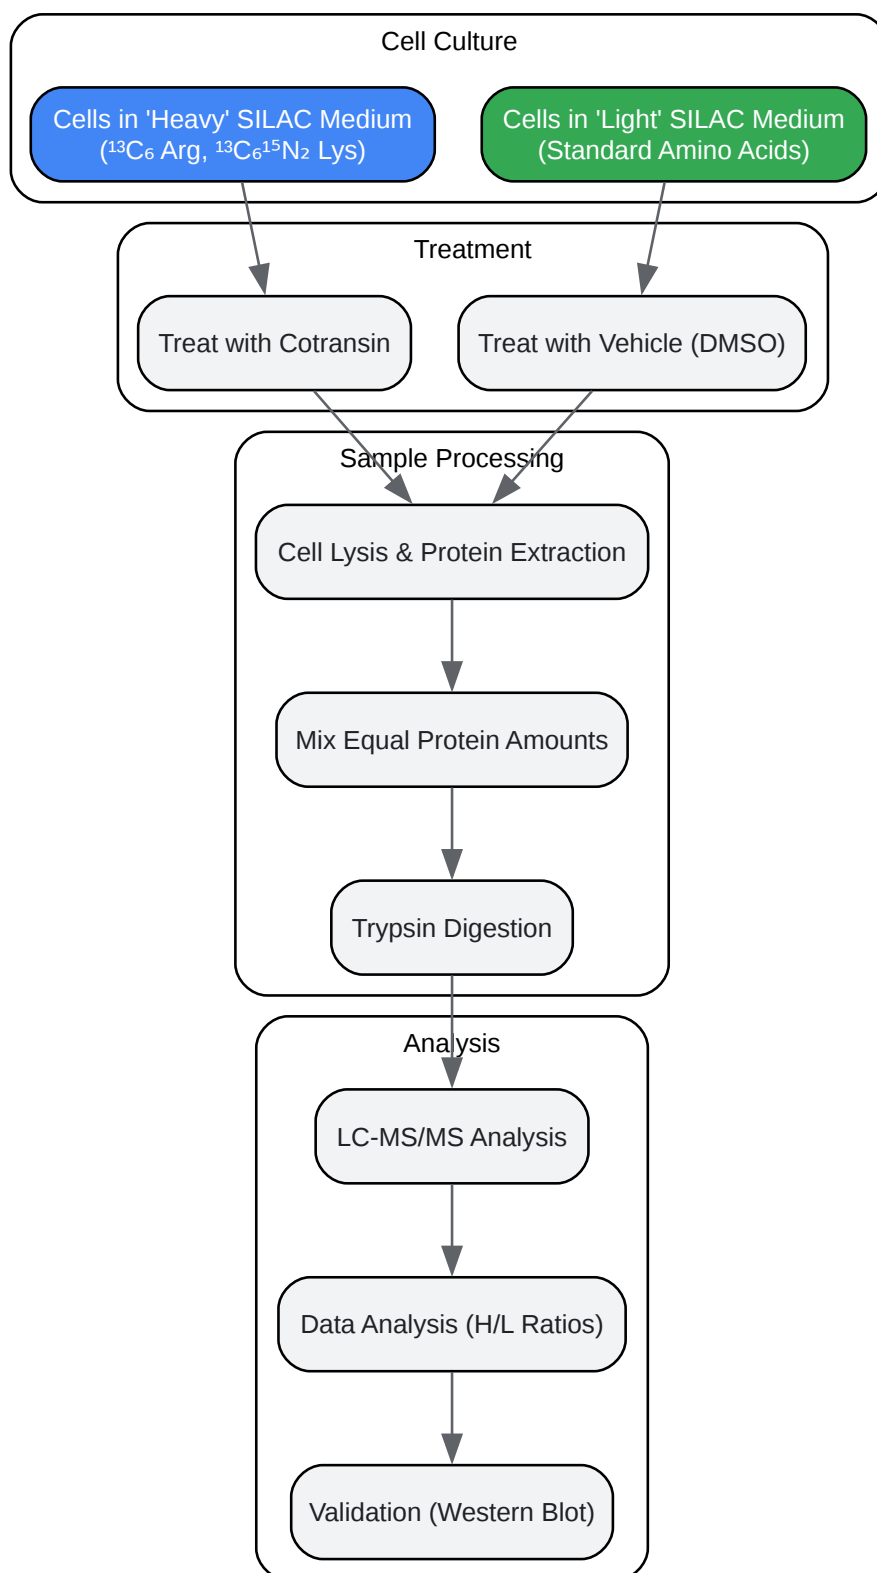 Cell Culture
Cells in 'Heavy' SILAC Medium
(¹³C₆ Arg, ¹³C₆¹⁵N₂ Lys)
Cells in 'Light' SILAC Medium
(Standard Amino Acids)
Treatment
Treat with Cotransin
Treat with Vehicle (DMSO)
Sample Processing
Cell Lysis & Protein Extraction
Mix Equal Protein Amounts
Trypsin Digestion
Analysis
LC-MS/MS Analysis
Data Analysis (H/L Ratios)
Validation (Western Blot)